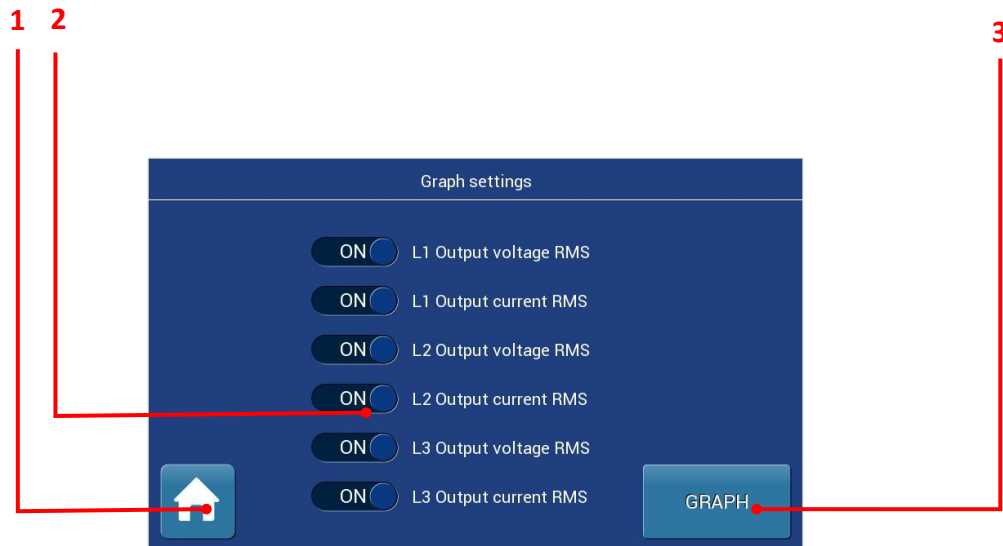 1 2 3
Graph settings
ON L1 Output voltage RMS
ON L1 Output current RMS
ON L2 Output voltage RMS
ON L2 Output current RMS
ON L3 Output voltage RMS
ON L3 Output current RMS
GRAPH